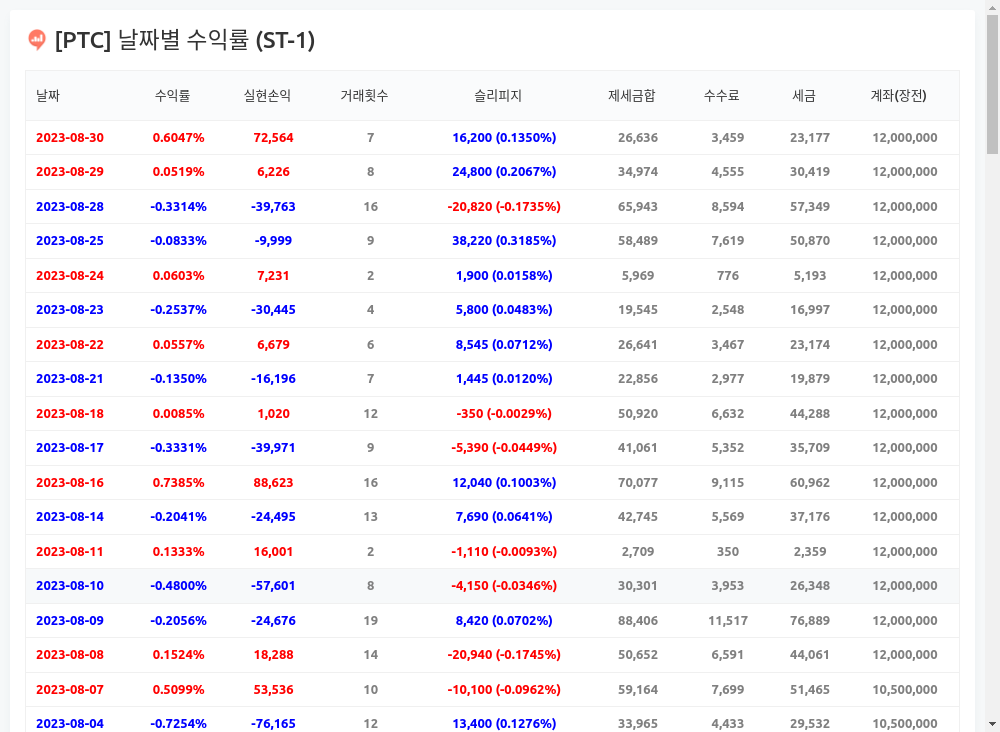 [PTC] 날짜별 수익률 (ST-1)
날짜 수익률 실현손익 거래횟수 슬리피지 제세금합 수수료 세금 계좌(장전)
2023-08-30 0.6047% 72,564 7 16,200 (0.1350%) 26,636 3,459 23,177 12,000,000
2023-08-29 0.0519% 6,226 8 24,800 (0.2067%) 34,974 4,555 30,419 12,000,000
2023-08-28 -0.3314% -39,763 16 -20,820 (-0.1735%) 65,943 8,594 57,349 12,000,000
2023-08-25 -0.0833% -9,999 9 38,220 (0.3185%) 58,489 7,619 50,870 12,000,000
2023-08-24 0.0603% 7,231 2 1,900 (0.0158%) 5,969 776 5,193 12,000,000
2023-08-23 -0.2537% -30,445 4 5,800 (0.0483%) 19,545 2,548 16,997 12,000,000
2023-08-22 0.0557% 6,679 6 8,545 (0.0712%) 26,641 3,467 23,174 12,000,000
2023-08-21 -0.1350% -16,196 7 1,445 (0.0120%) 22,856 2,977 19,879 12,000,000
2023-08-18 0.0085% 1,020 12 -350 (-0.0029%) 50,920 6,632 44,288 12,000,000
2023-08-17 -0.3331% -39,971 9 -5,390 (-0.0449%) 41,061 5,352 35,709 12,000,000
2023-08-16 0.7385% 88,623 16 12,040 (0.1003%) 70,077 9,115 60,962 12,000,000
2023-08-14 -0.2041% -24,495 13 7,690 (0.0641%) 42,745 5,569 37,176 12,000,000
2023-08-11 0.1333% 16,001 2 -1,110 (-0.0093%) 2,709 350 2,359 12,000,000
2023-08-10 -0.4800% -57,601 8 -4,150 (-0.0346%) 30,301 3,953 26,348 12,000,000
2023-08-09 -0.2056% -24,676 19 8,420 (0.0702%) 88,406 11,517 76,889 12,000,000
2023-08-08 0.1524% 18,288 14 -20,940 (-0.1745%) 50,652 6,591 44,061 12,000,000
2023-08-07 0.5099% 53,536 10 -10,100 (-0.0962%) 59,164 7,699 51,465 10,500,000
2023-08-04 -0.7254% -76,165 12 13,400 (0.1276%) 33,965 4,433 29,532 10,500,000